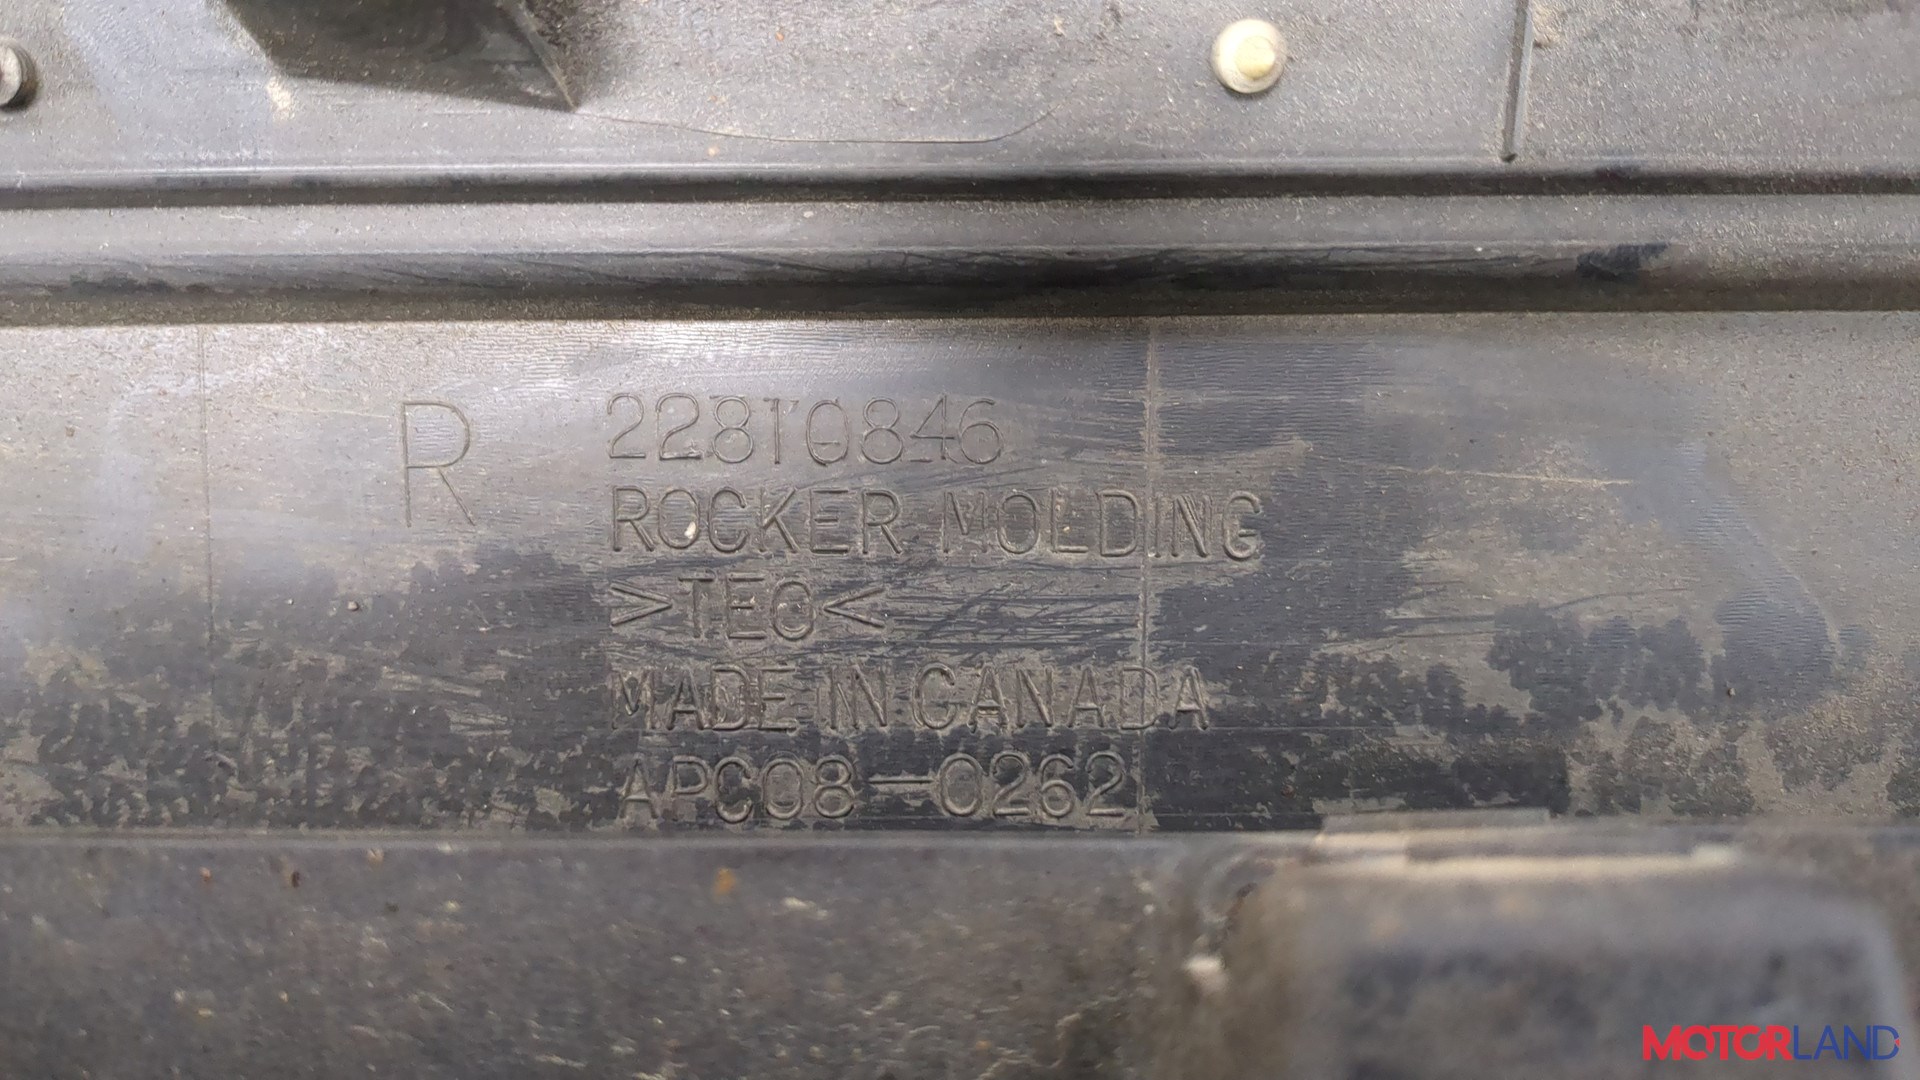 R 22810846
ROCKER MOLDING
>TEO<
MADE IN CANADA
APC08-0262
MOTORLAND